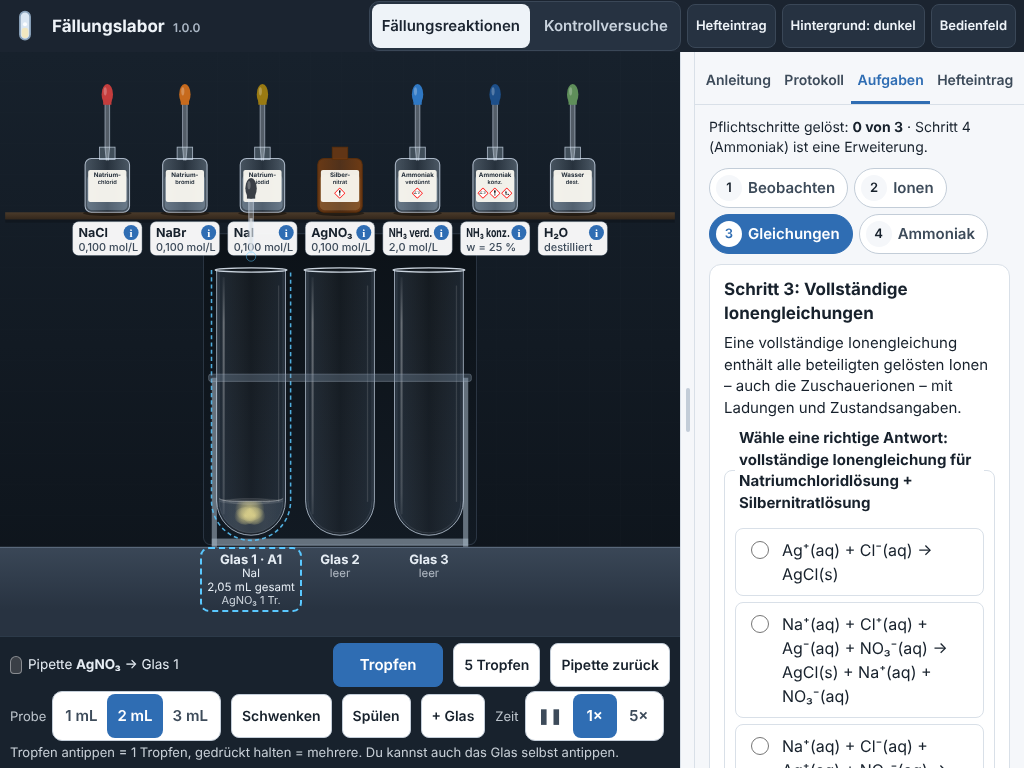 Fällungslabor 1.0.0
Fällungsreaktionen
Kontrollversuche
Hefteintrag
Hintergrund: dunkel
Bedienfeld
Natrium-
chlorid
Natrium-
bromid
Natrium-
iodid
Silber-
nitrat
Ammoniak
verdünnt
Ammoniak
konz.
Wasser
dest.
NaCl i
0,100 mol/L
NaBr i
0,100 mol/L
NaI i
0,100 mol/L
AgNO₃ i
0,100 mol/L
NH₃ verd. i
2,0 mol/L
NH₃ konz. i
w = 25 %
H₂O i
destilliert
Glas 1 · A1
NaI
2,05 mL gesamt
AgNO₃ 1 Tr.
Glas 2
leer
Glas 3
leer
Pipette AgNO₃ → Glas 1
Tropfen
5 Tropfen
Pipette zurück
Probe
1 mL
2 mL
3 mL
Schwenken
Spülen
+ Glas
Zeit
1×
5×
Tropfen antippen = 1 Tropfen, gedrückt halten = mehrere. Du kannst auch das Glas selbst antippen.
Anleitung
Protokoll
Aufgaben
Hefteintrag
Pflichtschritte gelöst: 0 von 3 · Schritt 4
(Ammoniak) ist eine Erweiterung.
1 Beobachten
2 Ionen
3 Gleichungen
4 Ammoniak
Schritt 3: Vollständige
Ionengleichungen
Eine vollständige Ionengleichung
enthält alle beteiligten gelösten Ionen
– auch die Zuschauerionen – mit
Ladungen und Zustandsangaben.
Wähle eine richtige Antwort:
vollständige Ionengleichung für
Natriumchloridlösung +
Silbernitratlösung
Ag⁺(aq) + Cl⁻(aq) →
AgCl(s)
Na⁺(aq) + Cl⁺(aq) +
Ag⁻(aq) + NO₃⁻(aq) →
AgCl(s) + Na⁺(aq) +
NO₃⁻(aq)
Na⁺(aq) + Cl⁻(aq) +